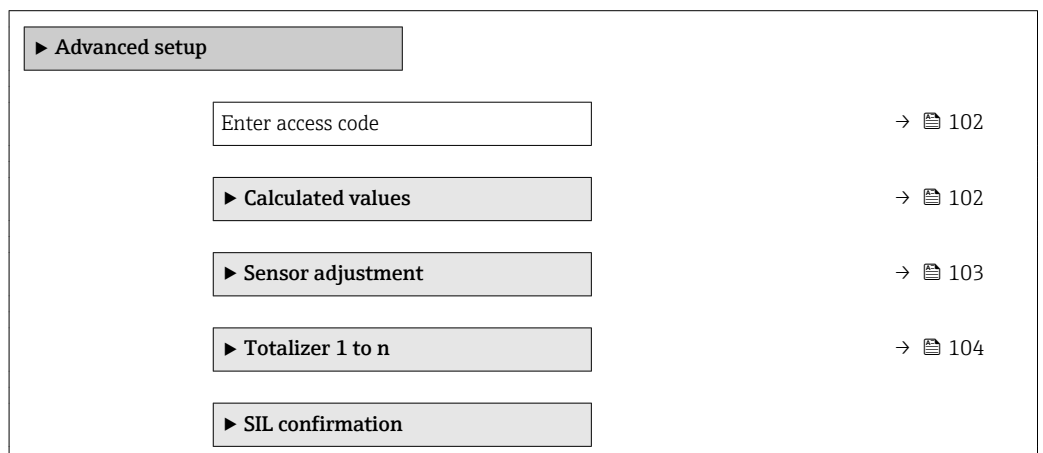 ▶ Advanced setup
Enter access code → 102
▶ Calculated values → 102
▶ Sensor adjustment → 103
▶ Totalizer 1 to n → 104
▶ SIL confirmation